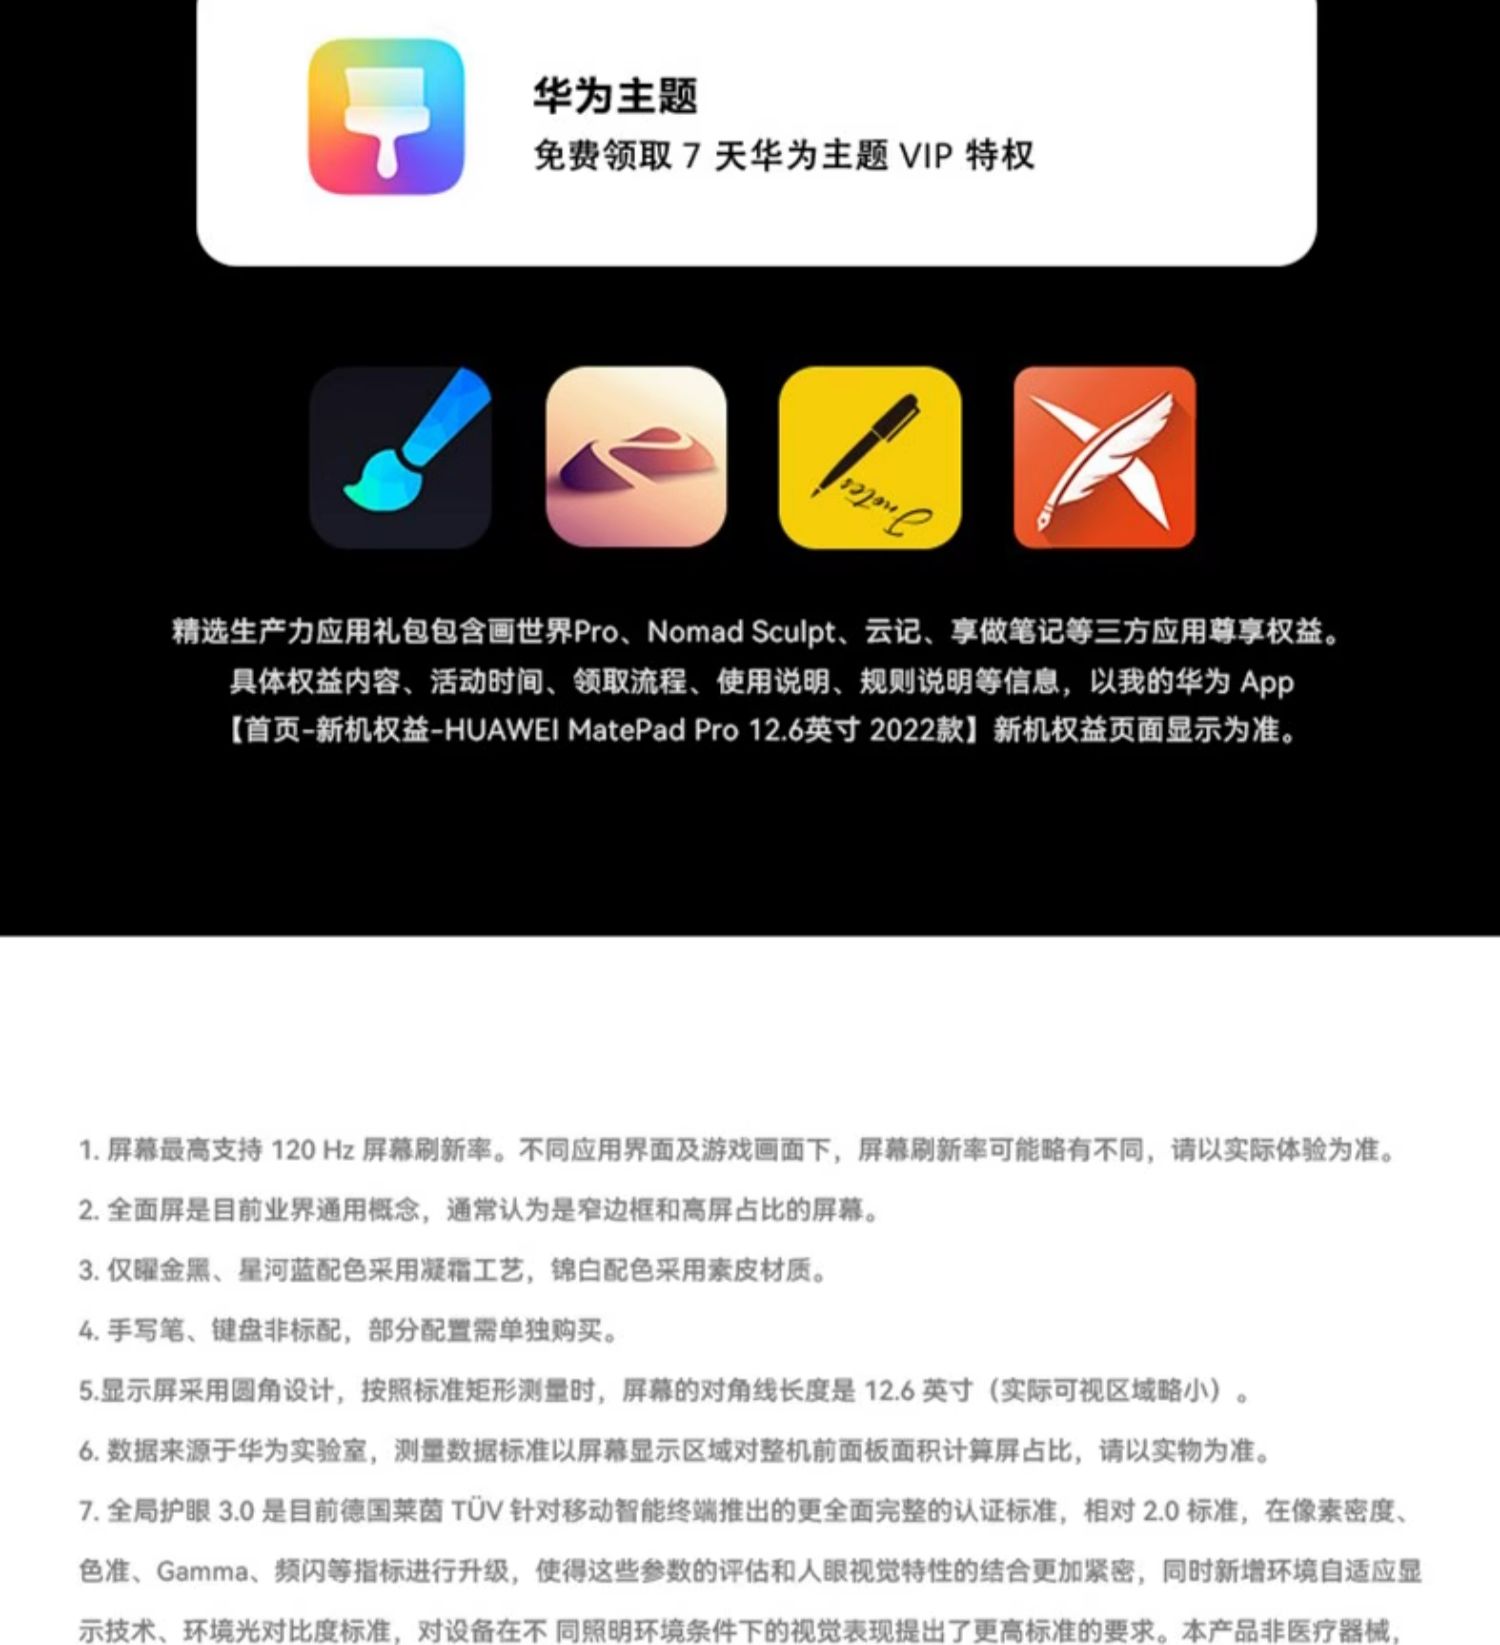 华为主题
免费领取 7 天华为主题 VIP 特权
Jnotes
精选生产力应用礼包包含画世界Pro、Nomad Sculpt、云记、享做笔记等三方应用尊享权益。
具体权益内容、活动时间、领取流程、使用说明、规则说明等信息，以我的华为 App
【首页-新机权益-HUAWEI MatePad Pro 12.6英寸 2022款】新机权益页面显示为准。
1. 屏幕最高支持 120 Hz 屏幕刷新率。不同应用界面及游戏画面下，屏幕刷新率可能略有不同，请以实际体验为准。
2. 全面屏是目前业界通用概念，通常认为是窄边框和高屏占比的屏幕。
3. 仅曜金黑、星河蓝配色采用凝霜工艺，锦白配色采用素皮材质。
4. 手写笔、键盘非标配，部分配置需单独购买。
5.显示屏采用圆角设计，按照标准矩形测量时，屏幕的对角线长度是 12.6 英寸（实际可视区域略小）。
6. 数据来源于华为实验室，测量数据标准以屏幕显示区域对整机前面板面积计算屏占比，请以实物为准。
7. 全局护眼 3.0 是目前德国莱茵 TÜV 针对移动智能终端推出的更全面完整的认证标准，相对 2.0 标准，在像素密度、
色准、Gamma、频闪等指标进行升级，使得这些参数的评估和人眼视觉特性的结合更加紧密，同时新增环境自适应显
示技术、环境光对比度标准，对设备在不 同照明环境条件下的视觉表现提出了更高标准的要求。本产品非医疗器械，